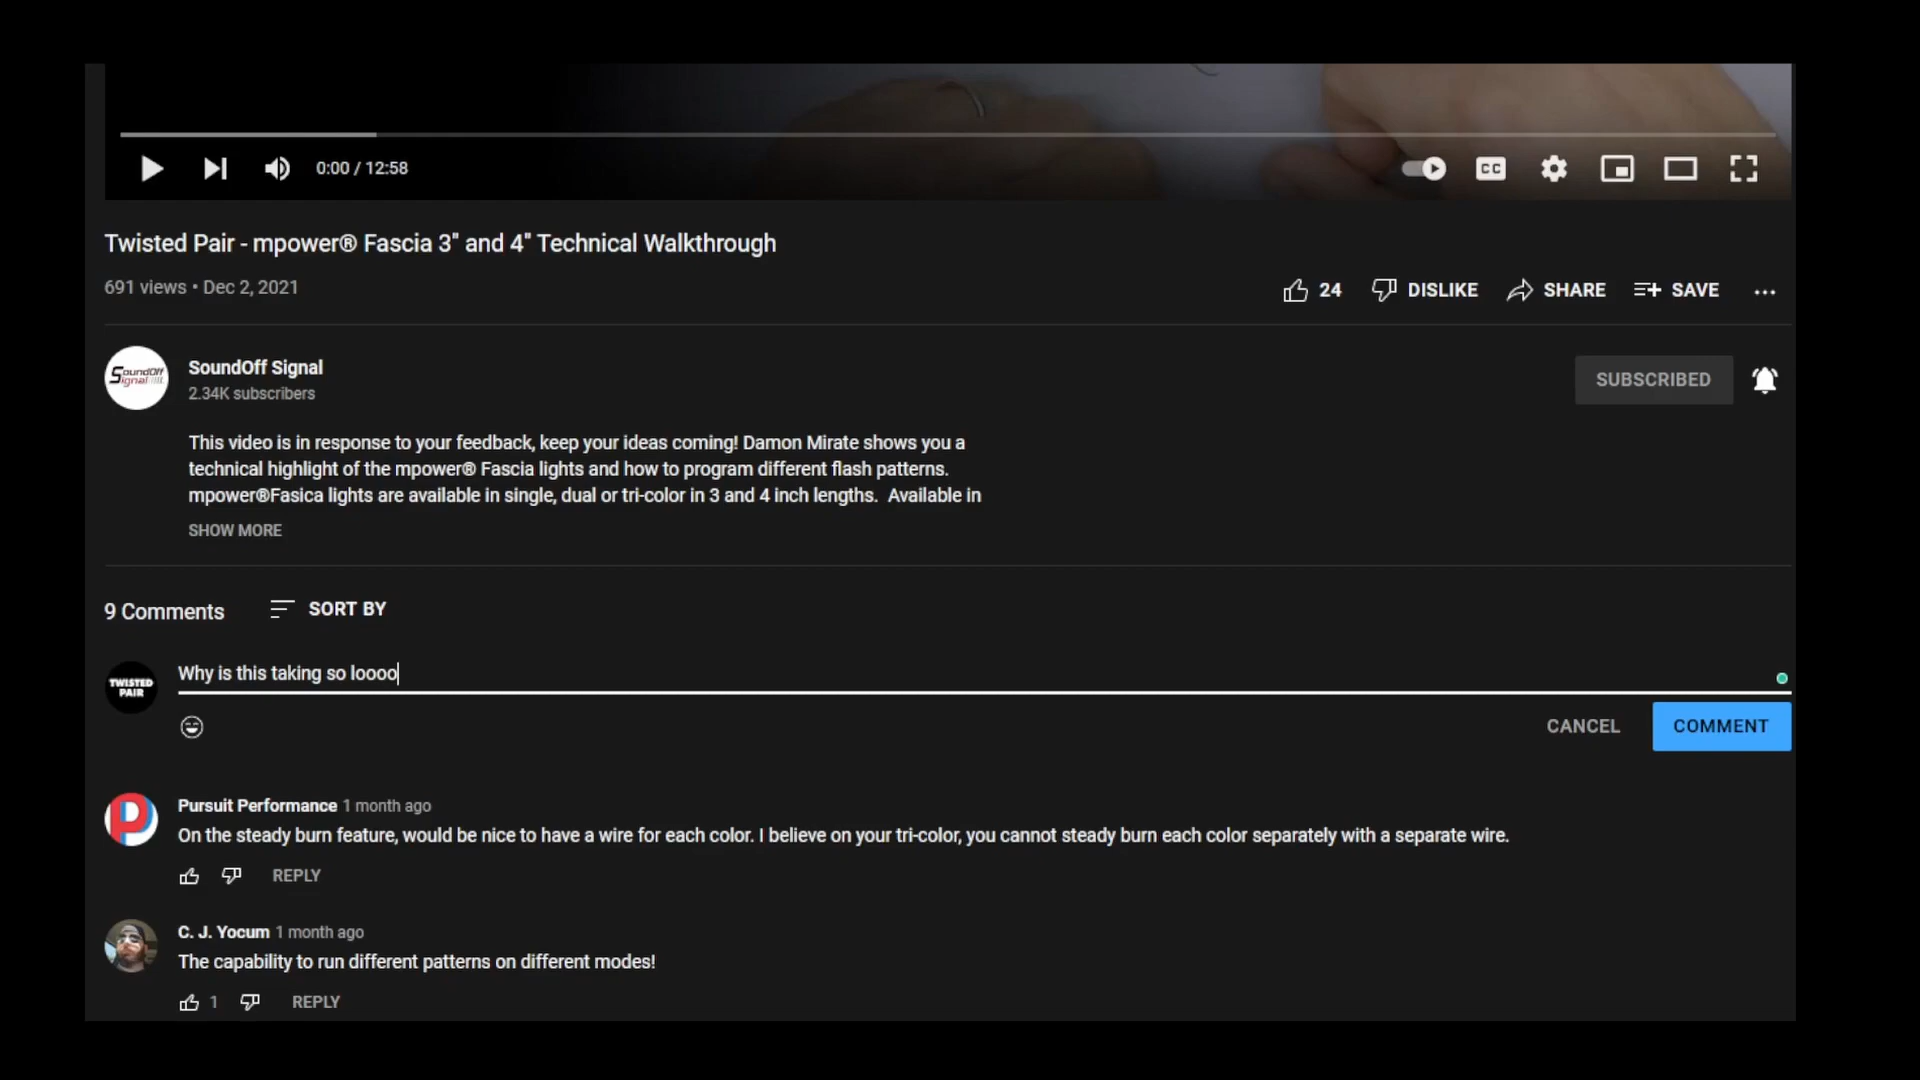 0:00 / 12:58
CC
Twisted Pair - mpower® Fascia 3" and 4" Technical Walkthrough
691 views • Dec 2, 2021
24 DISLIKE SHARE SAVE ...
SoundOff Signal
SoundOff Signal
2.34K subscribers
SUBSCRIBED
This video is in response to your feedback, keep your ideas coming! Damon Mirate shows you a
technical highlight of the mpower® Fascia lights and how to program different flash patterns.
mpower®Fasica lights are available in single, dual or tri-color in 3 and 4 inch lengths. Available in
SHOW MORE
9 Comments SORT BY
TWISTED
PAIR
Why is this taking so loooo
CANCEL COMMENT
P
Pursuit Performance 1 month ago
On the steady burn feature, would be nice to have a wire for each color. I believe on your tri-color, you cannot steady burn each color separately with a separate wire.
REPLY
C. J. Yocum 1 month ago
The capability to run different patterns on different modes!
1 REPLY